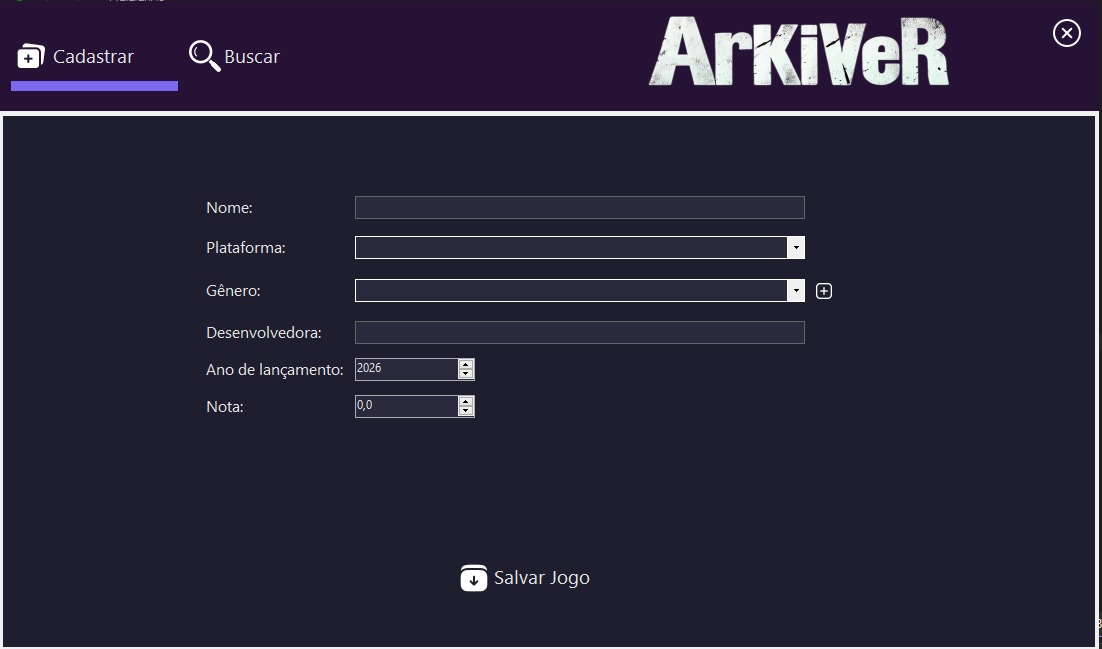 Cadastrar
Buscar
ArKiVeR
Nome:
Plataforma:
Gênero:
Desenvolvedora:
Ano de lançamento: 2026
Nota: 0,0
Salvar Jogo